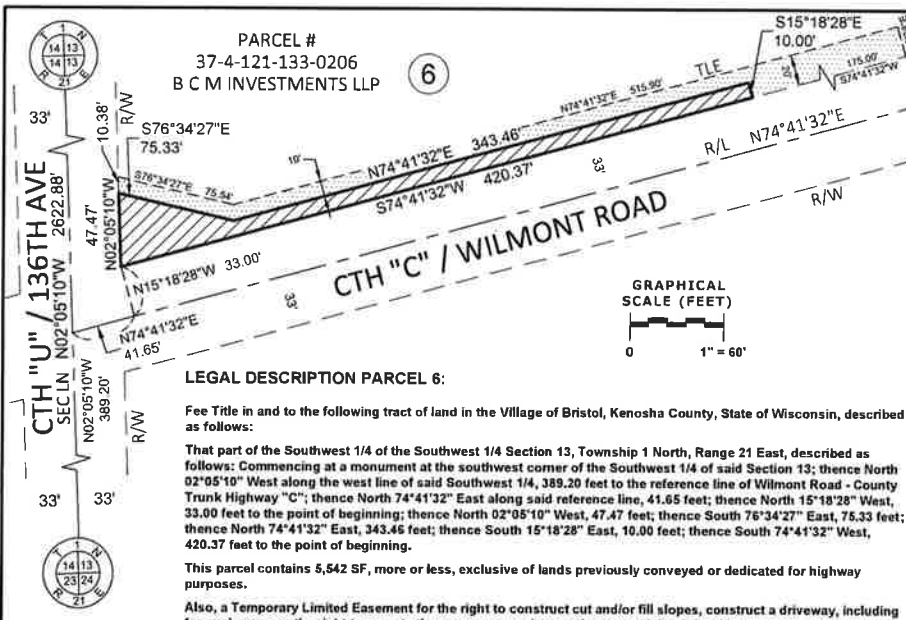 PARCEL #
37-4-121-133-0206
B C M INVESTMENTS LLP
6
T 1 N
14 13
14 13
R 21 E
33'
10.38'
R/W
S76°34'27"E
75.33'
S76°34'27"E 75.54'
10'
N74°41'32"E 343.46'
S74°41'32"W 420.37'
N74°41'32"E 515.90'
TLE
S15°18'28"E
10.00'
20'
175.00'
S74°41'32"W
R/L N74°41'32"E
R/W
33'
33'
CTH "C" / WILMONT ROAD
CTH "U" / 136TH AVE
SEC LN N02°05'10"W 2622.88'
47.47'
N02°05'10"W
N15°18'28"W 33.00'
N74°41'32"E
41.65'
N02°05'10"W
389.20'
R/W
33' 33'
T 1 N
14 13
23 24
R 21 E
GRAPHICAL
SCALE (FEET)
0 1" = 60'
LEGAL DESCRIPTION PARCEL 6:
Fee Title in and to the following tract of land in the Village of Bristol, Kenosha County, State of Wisconsin, described
as follows:
That part of the Southwest 1/4 of the Southwest 1/4 Section 13, Township 1 North, Range 21 East, described as
follows: Commencing at a monument at the southwest corner of the Southwest 1/4 of said Section 13; thence North
02°05'10" West along the west line of said Southwest 1/4, 389.20 feet to the reference line of Wilmont Road - County
Trunk Highway "C"; thence North 74°41'32" East along said reference line, 41.65 feet; thence North 15°18'28" West,
33.00 feet to the point of beginning; thence North 02°05'10" West, 47.47 feet; thence South 76°34'27" East, 75.33 feet;
thence North 74°41'32" East, 343.46 feet; thence South 15°18'28" East, 10.00 feet; thence South 74°41'32" West,
420.37 feet to the point of beginning.
This parcel contains 5,542 SF, more or less, exclusive of lands previously conveyed or dedicated for highway
purposes.
Also, a Temporary Limited Easement for the right to construct cut and/or fill slopes, construct a driveway, including